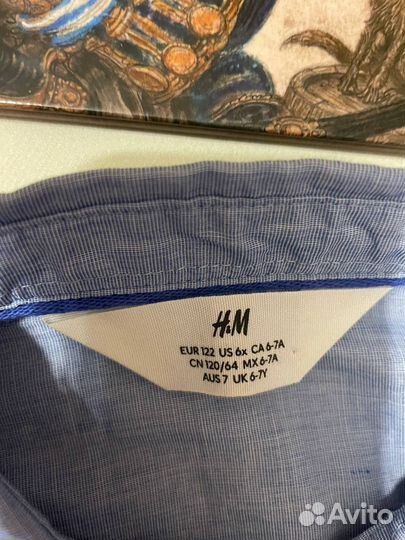 H&M
EUR 122 US 6x CA 6-7A
CN 120/64 MX 6-7A
AUS 7 UK 6-7Y
Avito